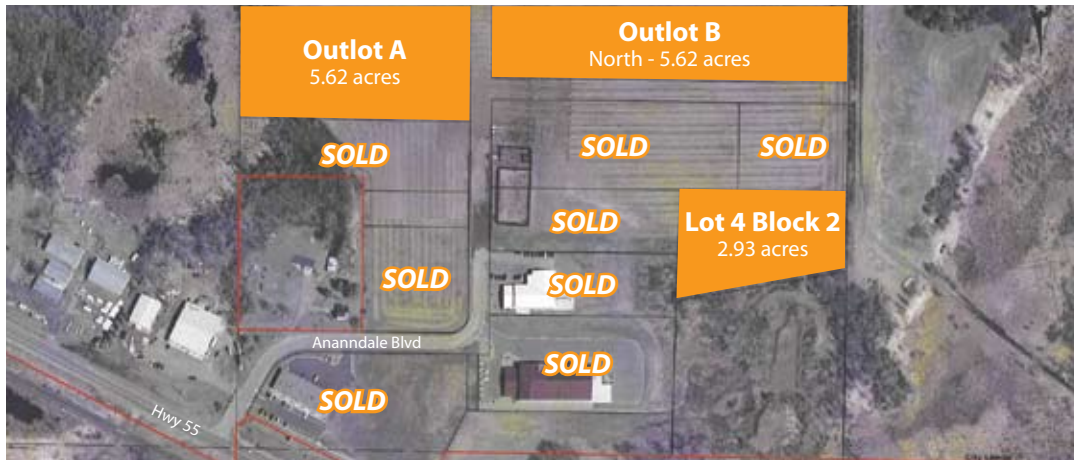 Outlot A
5.62 acres
Outlot B
North - 5.62 acres
SOLD
SOLD
SOLD
SOLD
Lot 4 Block 2
2.93 acres
SOLD
SOLD
Ananndale Blvd
SOLD
SOLD
Hwy 55